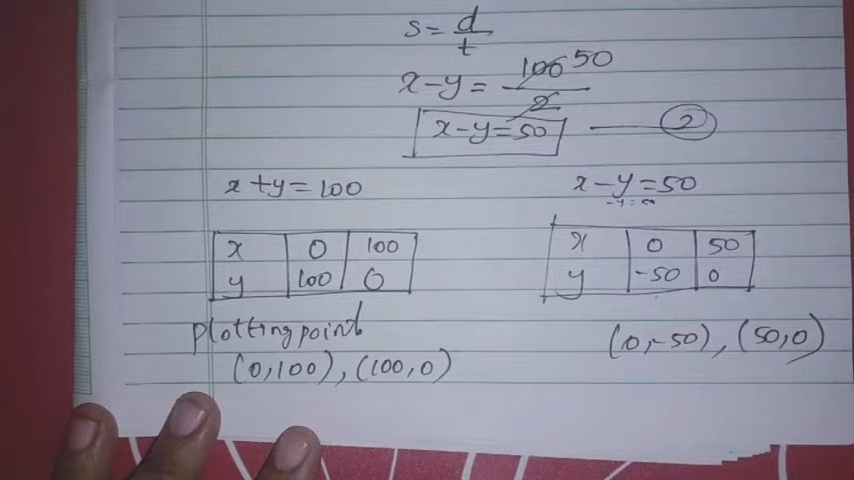 s = d/t
x - y = 100/2 50
x - y = 50 ——— 2
x + y = 100
x 0 100
y 100 0
Plotting point
(0,100), (100,0)
x - y = 50
x 0 50
y -50 0
(0,-50), (50,0)